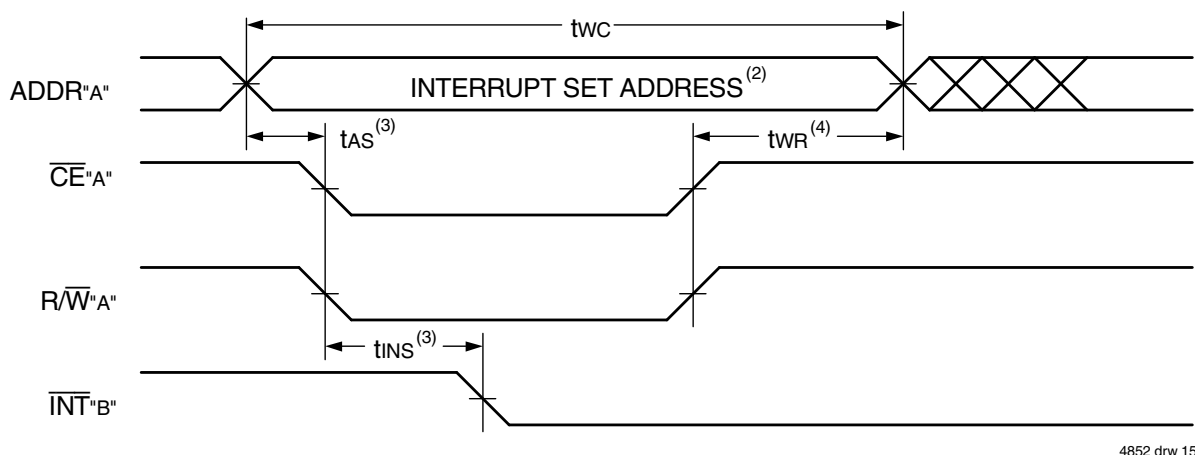 tWC
ADDR"A"
INTERRUPT SET ADDRESS(2)
tAS(3)
tWR(4)
CE"A"
R/W"A"
tINS(3)
INT"B"
4852 drw 15